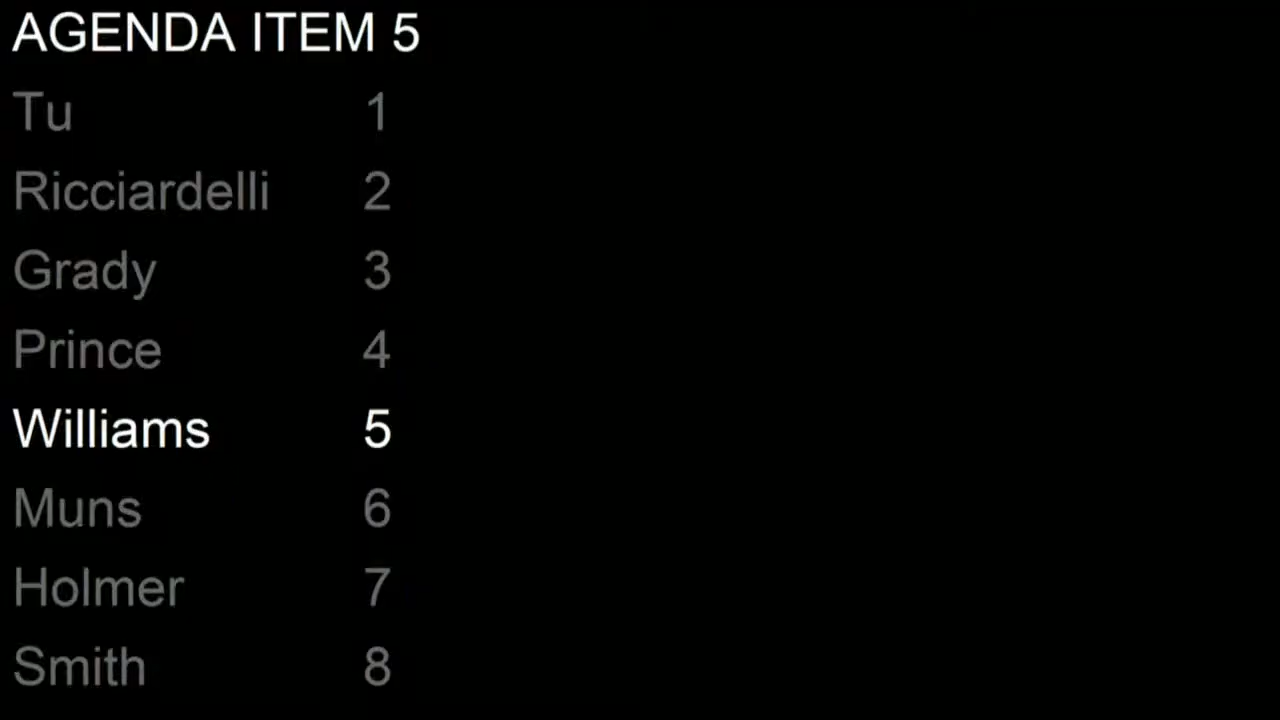 AGENDA ITEM 5
Tu 1
Ricciardelli 2
Grady 3
Prince 4
Williams 5
Muns 6
Holmer 7
Smith 8